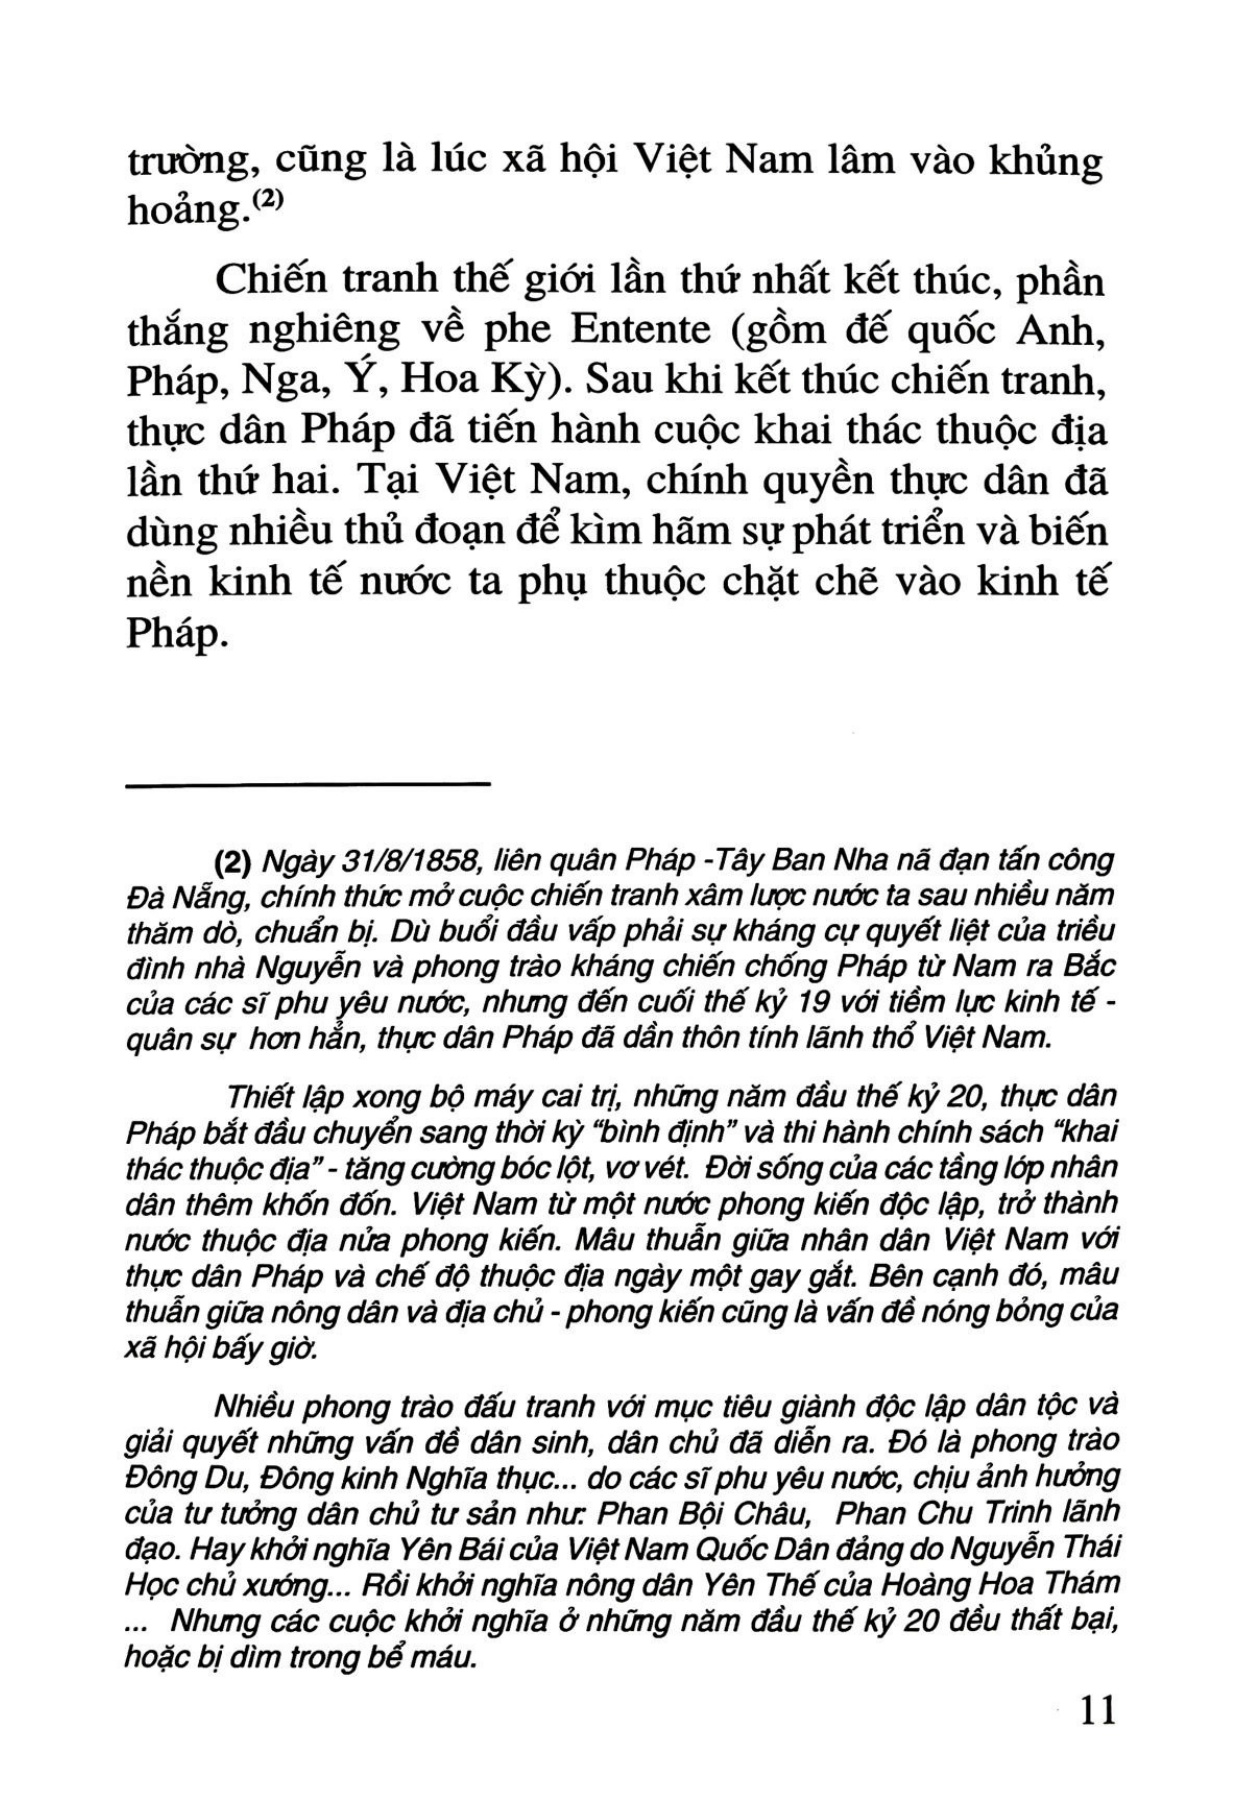 trường, cũng là lúc xã hội Việt Nam lâm vào khủng
hoảng.(2)
Chiến tranh thế giới lần thứ nhất kết thúc, phần
thắng nghiêng về phe Entente (gồm đế quốc Anh,
Pháp, Nga, Ý, Hoa Kỳ). Sau khi kết thúc chiến tranh,
thực dân Pháp đã tiến hành cuộc khai thác thuộc địa
lần thứ hai. Tại Việt Nam, chính quyền thực dân đã
dùng nhiều thủ đoạn để kìm hãm sự phát triển và biến
nền kinh tế nước ta phụ thuộc chặt chẽ vào kinh tế
Pháp.
(2) Ngày 31/8/1858, liên quân Pháp -Tây Ban Nha nã đạn tấn công
Đà Nẵng, chính thức mở cuộc chiến tranh xâm lược nước ta sau nhiều năm
thăm dò, chuẩn bị. Dù buổi đầu vấp phải sự kháng cự quyết liệt của triều
đình nhà Nguyễn và phong trào kháng chiến chống Pháp từ Nam ra Bắc
của các sĩ phu yêu nước, nhưng đến cuối thế kỷ 19 với tiềm lực kinh tế -
quân sự hơn hẳn, thực dân Pháp đã dần thôn tính lãnh thổ Việt Nam.
Thiết lập xong bộ máy cai trị, những năm đầu thế kỷ 20, thực dân
Pháp bắt đầu chuyển sang thời kỳ “bình định” và thi hành chính sách “khai
thác thuộc địa” - tăng cường bóc lột, vơ vét. Đời sống của các tầng lớp nhân
dân thêm khốn đốn. Việt Nam từ một nước phong kiến độc lập, trở thành
nước thuộc địa nửa phong kiến. Mâu thuẫn giữa nhân dân Việt Nam với
thực dân Pháp và chế độ thuộc địa ngày một gay gắt. Bên cạnh đó, mâu
thuẫn giữa nông dân và địa chủ - phong kiến cũng là vấn đề nóng bỏng của
xã hội bấy giờ.
Nhiều phong trào đấu tranh với mục tiêu giành độc lập dân tộc và
giải quyết những vấn đề dân sinh, dân chủ đã diễn ra. Đó là phong trào
Đông Du, Đông kinh Nghĩa thục... do các sĩ phu yêu nước, chịu ảnh hưởng
của tư tưởng dân chủ tư sản như: Phan Bội Châu, Phan Chu Trinh lãnh
đạo. Hay khởi nghĩa Yên Bái của Việt Nam Quốc Dân đảng do Nguyễn Thái
Học chủ xướng... Rồi khởi nghĩa nông dân Yên Thế của Hoàng Hoa Thám
... Nhưng các cuộc khởi nghĩa ở những năm đầu thế kỷ 20 đều thất bại,
hoặc bị dìm trong bể máu.
11